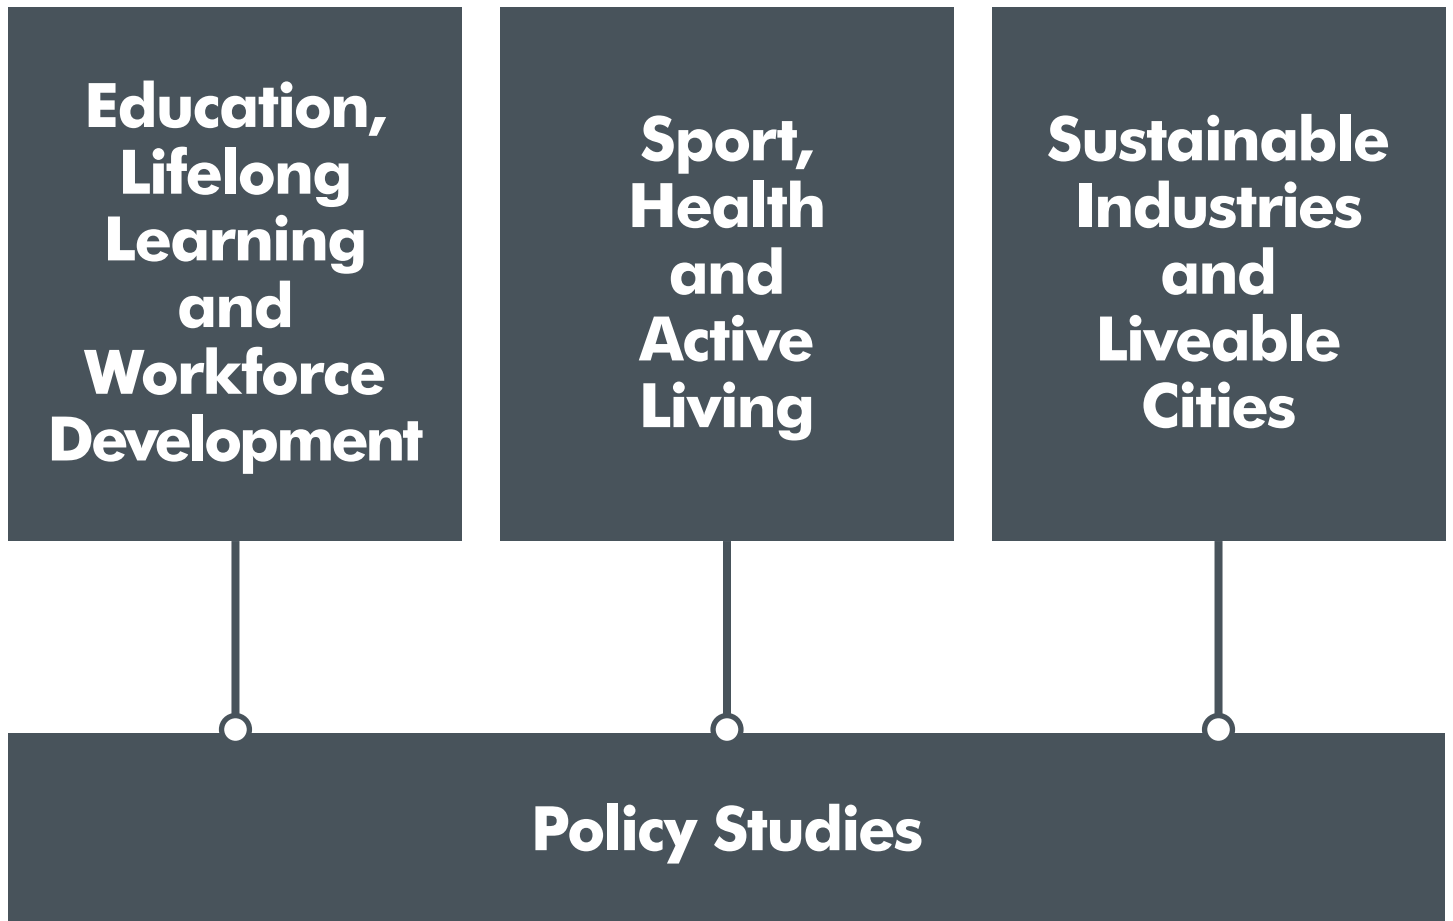 Education,
Lifelong
Learning
and
Workforce
Development
Sport,
Health
and
Active
Living
Sustainable
Industries
and
Liveable
Cities
Policy Studies